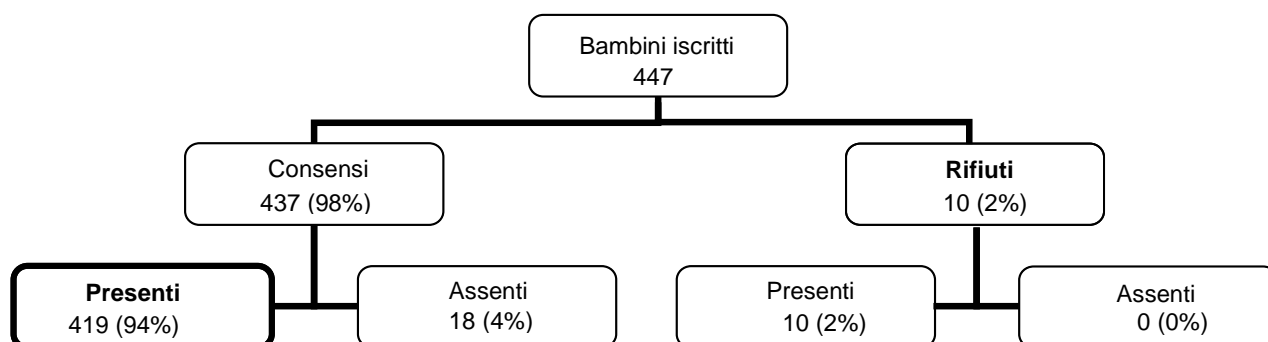 Bambini iscritti
447
Consensi
437 (98%)
Rifiuti
10 (2%)
Presenti
419 (94%)
Assenti
18 (4%)
Presenti
10 (2%)
Assenti
0 (0%)